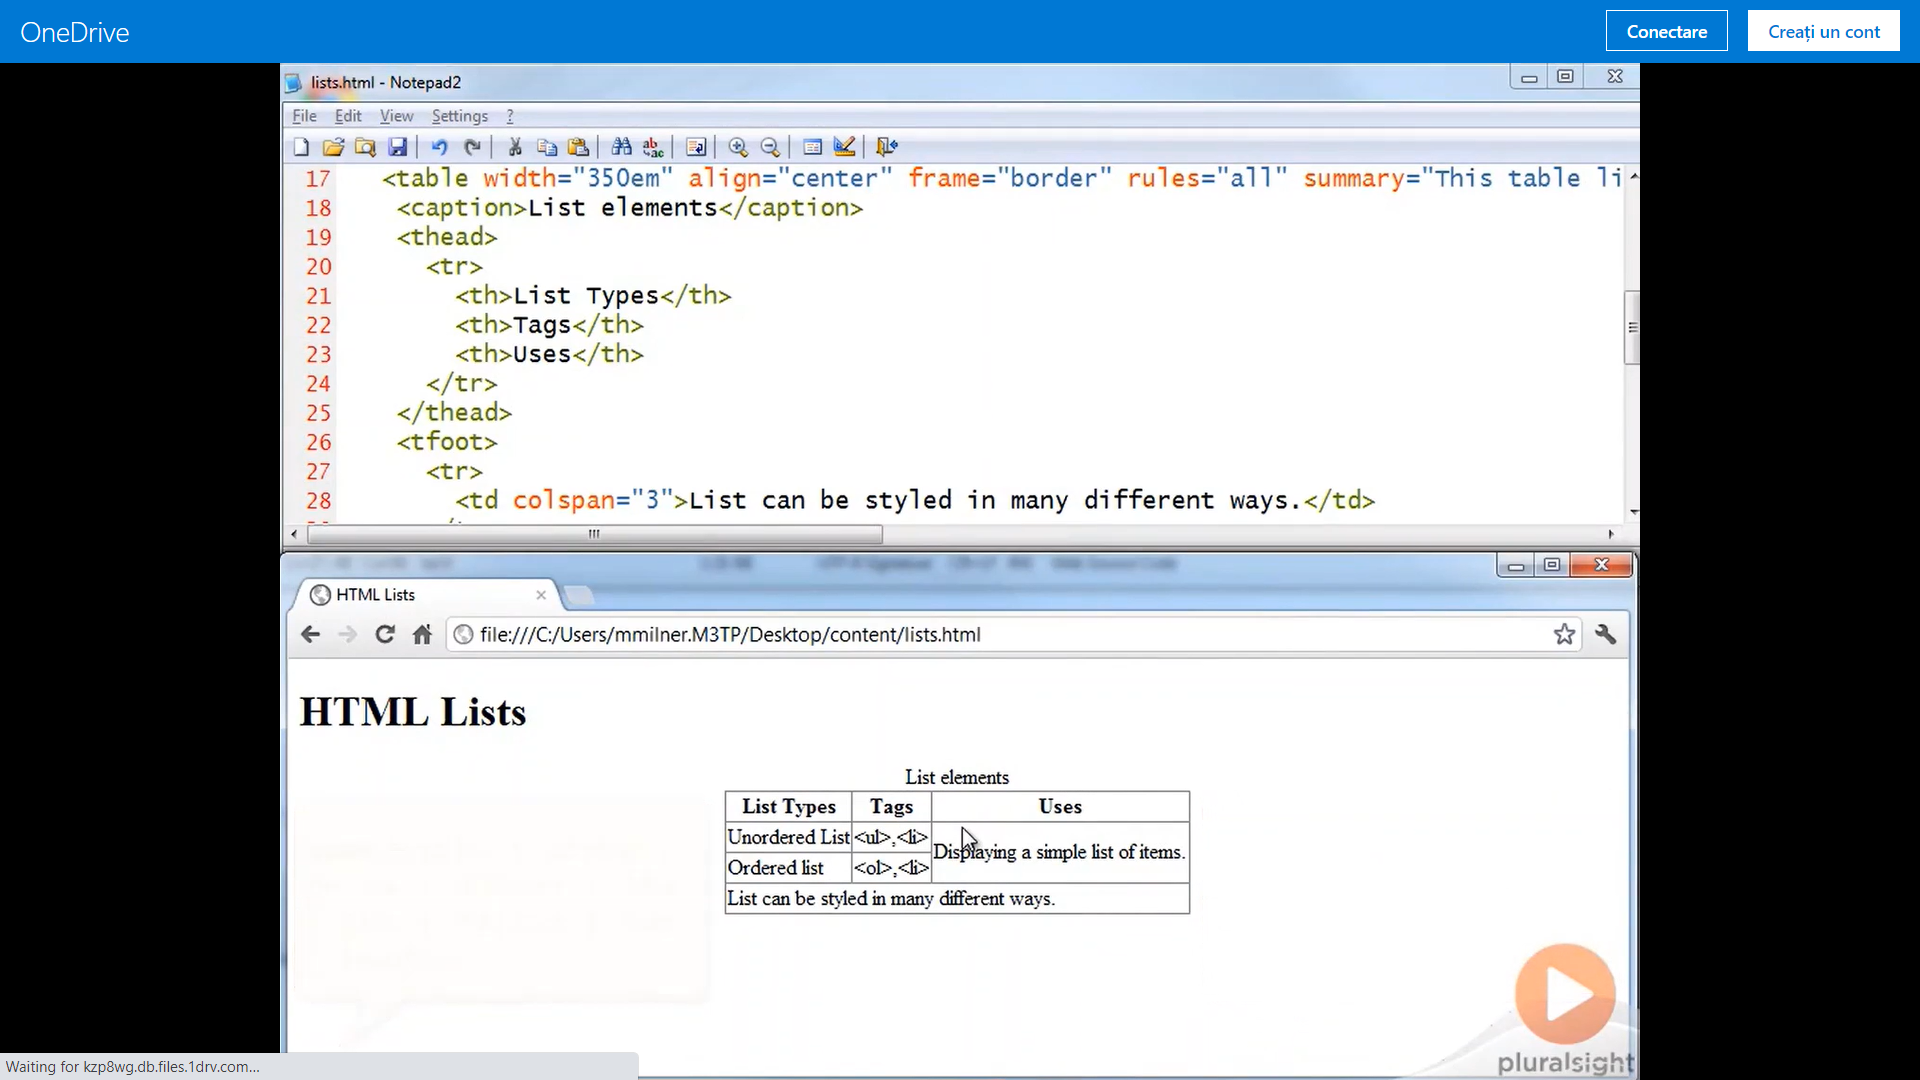 OneDrive
Conectare
Creați un cont
lists.html - Notepad2
File Edit View Settings ?
17 <table width="350em" align="center" frame="border" rules="all" summary="This table li
18 <caption>List elements</caption>
19 <thead>
20 <tr>
21 <th>List Types</th>
22 <th>Tags</th>
23 <th>Uses</th>
24 </tr>
25 </thead>
26 <tfoot>
27 <tr>
28 <td colspan="3">List can be styled in many different ways.</td>
HTML Lists
file:///C:/Users/mmilner.M3TP/Desktop/content/lists.html
HTML Lists
List elements
List Types Tags Uses
Unordered List <ul>,<li> Displaying a simple list of items.
Ordered list <ol>,<li>
List can be styled in many different ways.
pluralsight
Waiting for kzp8wg.db.files.1drv.com...